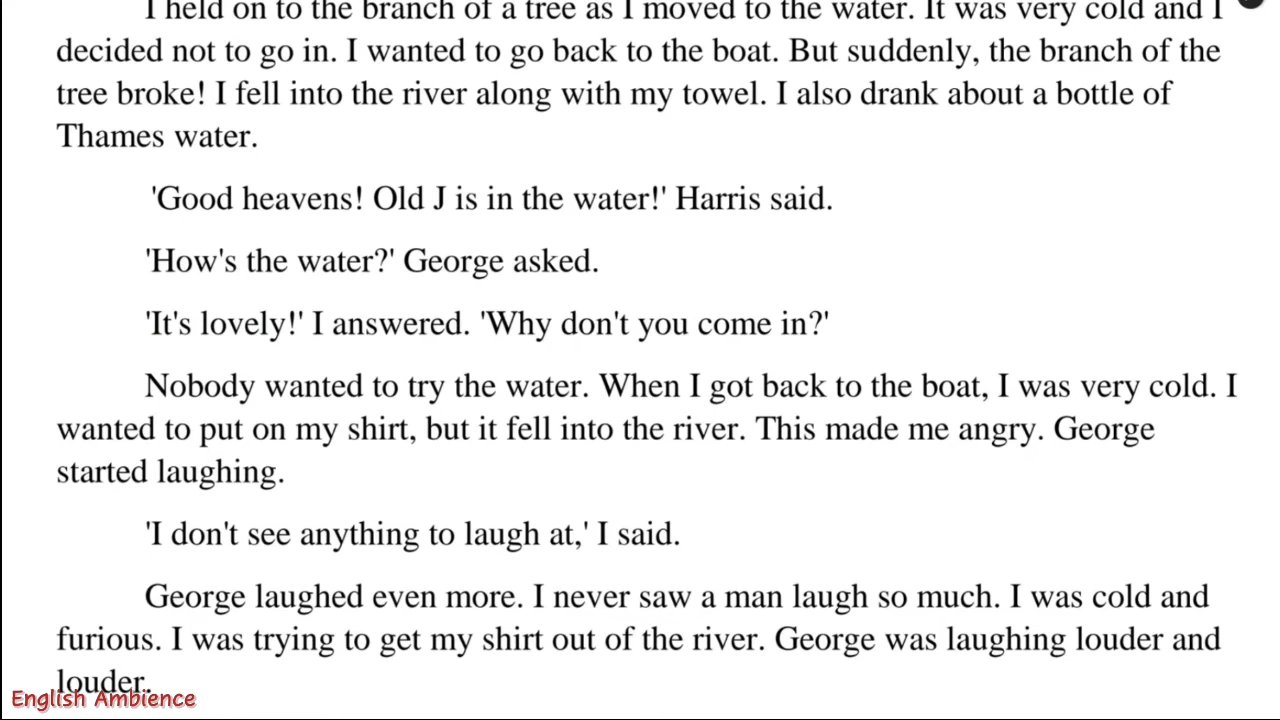 I held on to the branch of a tree as I moved to the water. It was very cold and I
decided not to go in. I wanted to go back to the boat. But suddenly, the branch of the
tree broke! I fell into the river along with my towel. I also drank about a bottle of
Thames water.
'Good heavens! Old J is in the water!' Harris said.
'How's the water?' George asked.
'It's lovely!' I answered. 'Why don't you come in?'
Nobody wanted to try the water. When I got back to the boat, I was very cold. I
wanted to put on my shirt, but it fell into the river. This made me angry. George
started laughing.
'I don't see anything to laugh at,' I said.
George laughed even more. I never saw a man laugh so much. I was cold and
furious. I was trying to get my shirt out of the river. George was laughing louder and
louder.
English Ambience